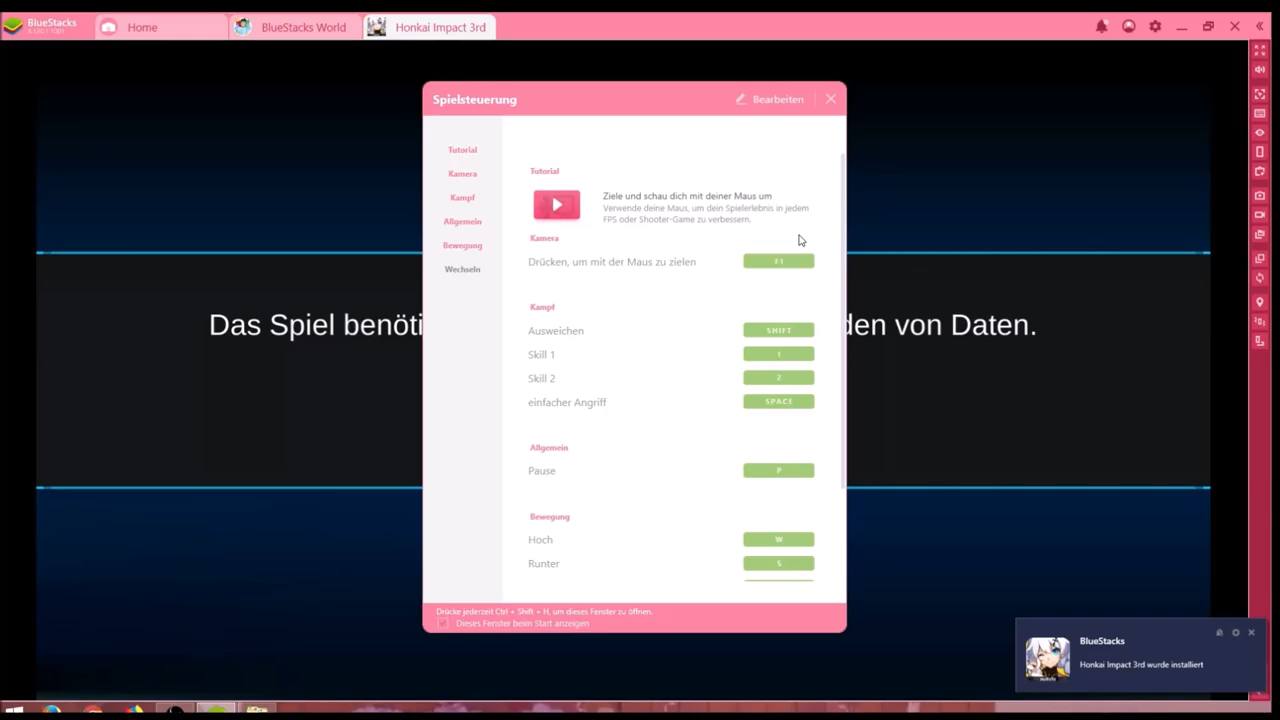 BlueStacks
Home
BlueStacks World
Honkai Impact 3rd
Spielsteuerung
Bearbeiten
Tutorial
Kamera
Kampf
Allgemein
Bewegung
Wechseln
Tutorial
Ziele und schau dich mit deiner Maus um
Verwende deine Maus, um dein Spielerlebnis in jedem
FPS oder Shooter-Game zu verbessern.
Kamera
Drücken, um mit der Maus zu zielen F1
Kampf
Ausweichen SHIFT
Skill 1 1
Skill 2 2
einfacher Angriff SPACE
Allgemein
Pause P
Bewegung
Hoch W
Runter S
Drücke jederzeit Ctrl + Shift + H, um dieses Fenster zu öffnen.
Dieses Fenster beim Start anzeigen
Das Spiel benöti den von Daten.
BlueStacks
Honkai Impact 3rd wurde installiert